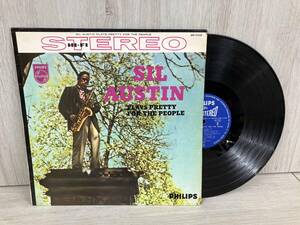 SIL AUSTIN PLAYS PRETTY FOR THE PEOPLE
STEREO
HI-FI
PHILIPS
SIL
AUSTIN
PLAYS PRETTY
FOR THE PEOPLE
PHILIPS
PHILIPS